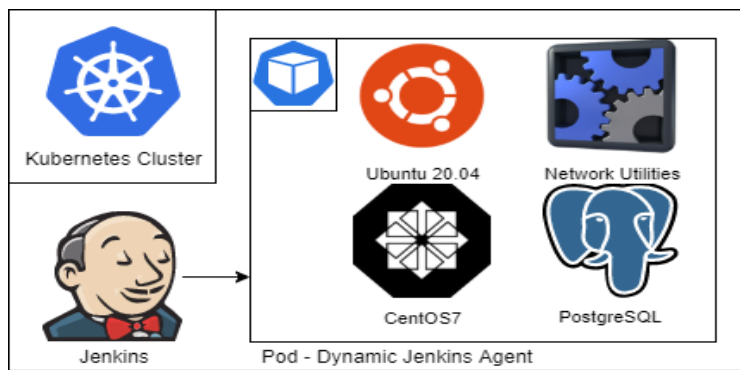 Kubernetes Cluster
Ubuntu 20.04
Network Utilities
CentOS7
PostgreSQL
Jenkins
Pod - Dynamic Jenkins Agent